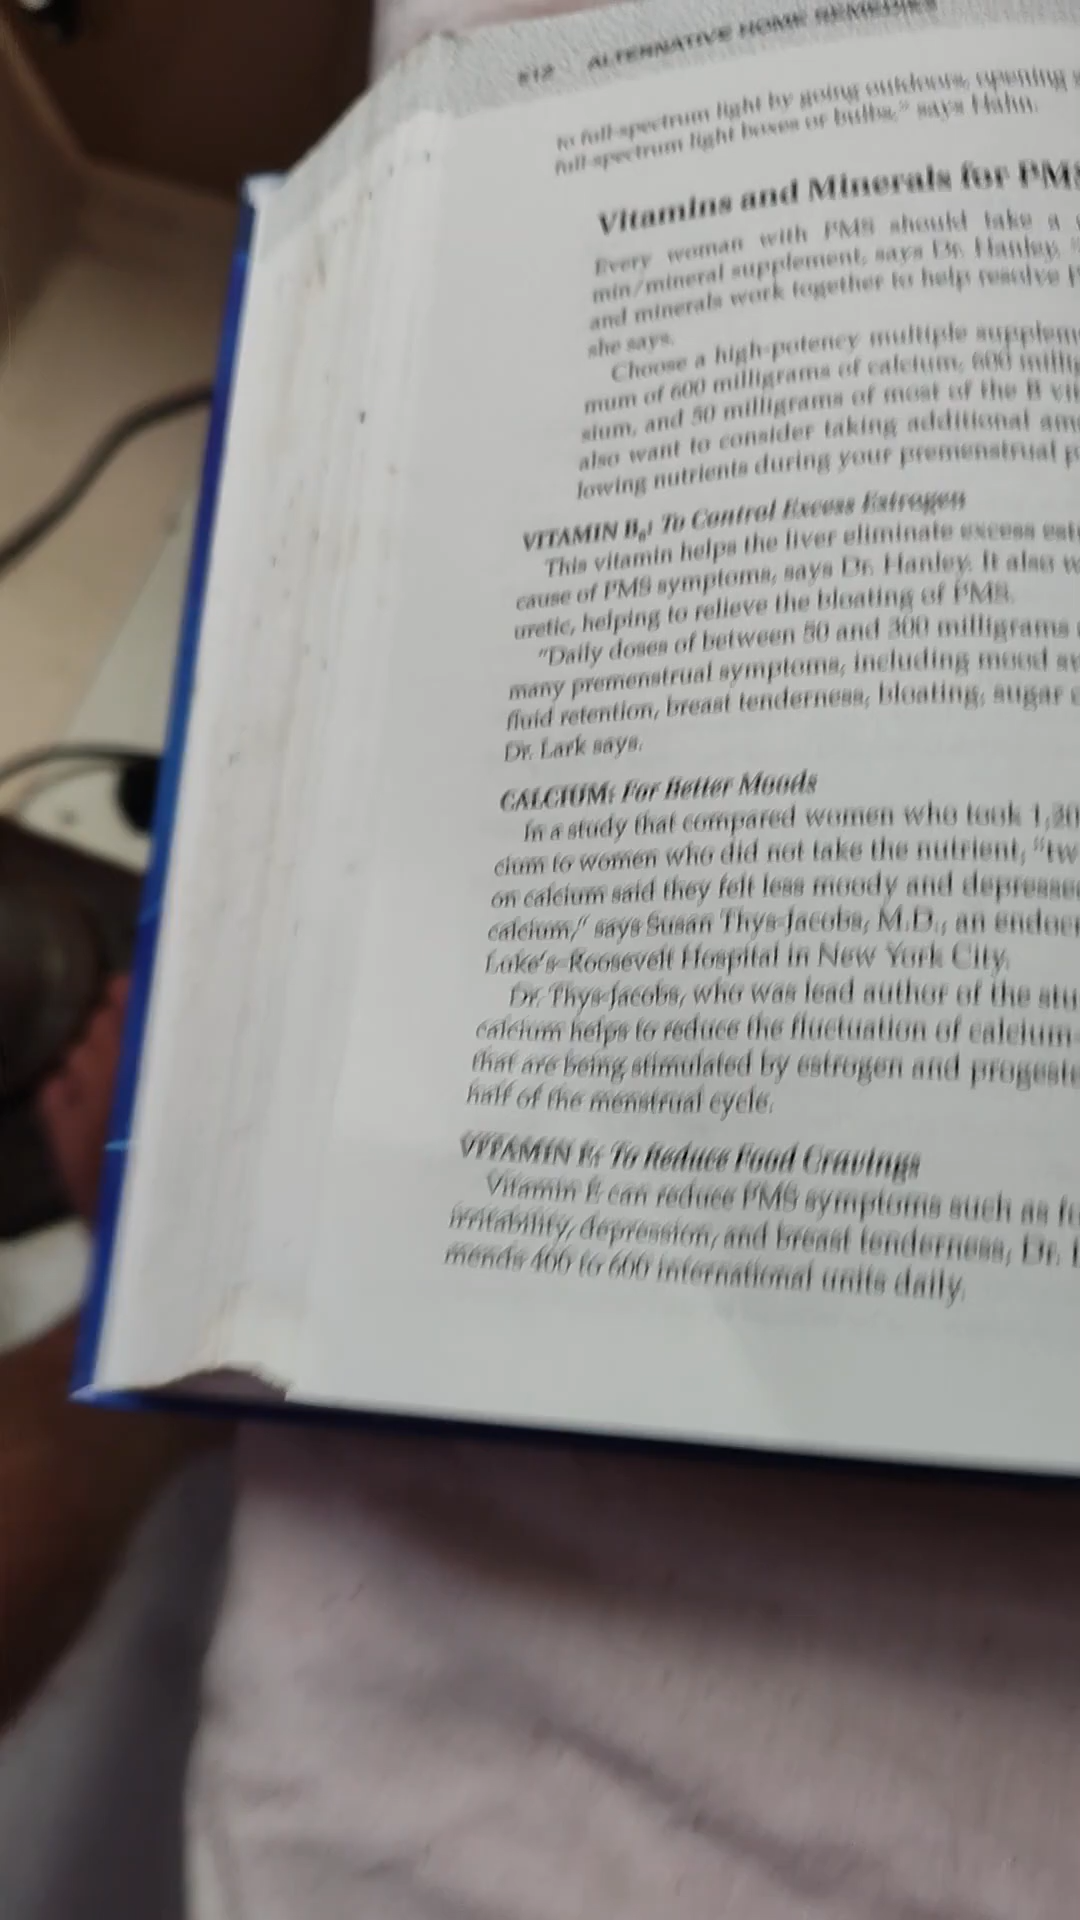 512 ALTERNATIVE HOME REMEDIES
to full-spectrum light by going outdoors, opening
full-spectrum light boxes or bulbs," says Hahn.
Vitamins and Minerals for PMS
Every woman with PMS should take a
min/mineral supplement, says Dr. Hanley.
and minerals work together to help resolve
she says.
Choose a high-potency multiple suppleme
mum of 600 milligrams of calcium, 600 millig
sium, and 50 milligrams of most of the B vi
also want to consider taking additional am
lowing nutrients during your premenstrual p
VITAMIN B6: To Control Excess Estrogen
This vitamin helps the liver eliminate excess est
cause of PMS symptoms, says Dr. Hanley. It also w
uretic, helping to relieve the bloating of PMS.
"Daily doses of between 50 and 300 milligrams
many premenstrual symptoms, including mood sw
fluid retention, breast tenderness, bloating, sugar c
Dr. Lark says.
CALCIUM: For Better Moods
In a study that compared women who took 1,20
cium to women who did not take the nutrient, "tw
on calcium said they felt less moody and depresse
calcium," says Susan Thys-Jacobs, M.D., an endoc
Luke's-Roosevelt Hospital in New York City.
Dr. Thys-Jacobs, who was lead author of the stu
calcium helps to reduce the fluctuation of calcium-
that are being stimulated by estrogen and progeste
half of the menstrual cycle.
VITAMIN E: To Reduce Food Cravings
Vitamin E can reduce PMS symptoms such as fo
irritability, depression, and breast tenderness, Dr. L
mends 400 to 600 international units daily.